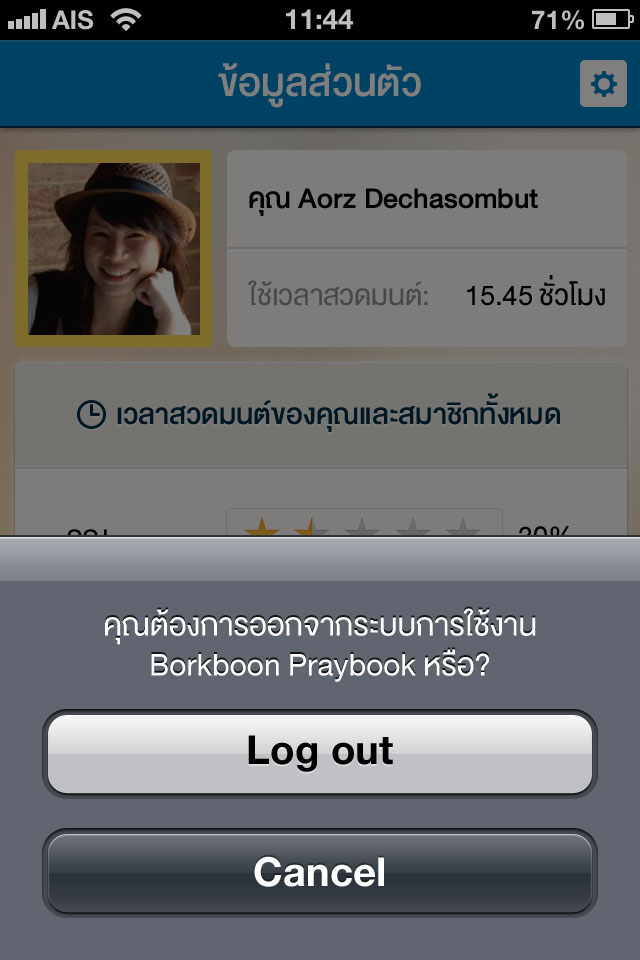 AIS 11:44 71%
ข้อมูลส่วนตัว
คุณ Aorz Dechasombut
ใช้เวลาสวดมนต์: 15.45 ชั่วโมง
เวลาสวดมนต์ของคุณและสมาชิกทั้งหมด
คุณต้องการออกจากระบบการใช้งาน
Borkboon Praybook หรือ?
Log out
Cancel